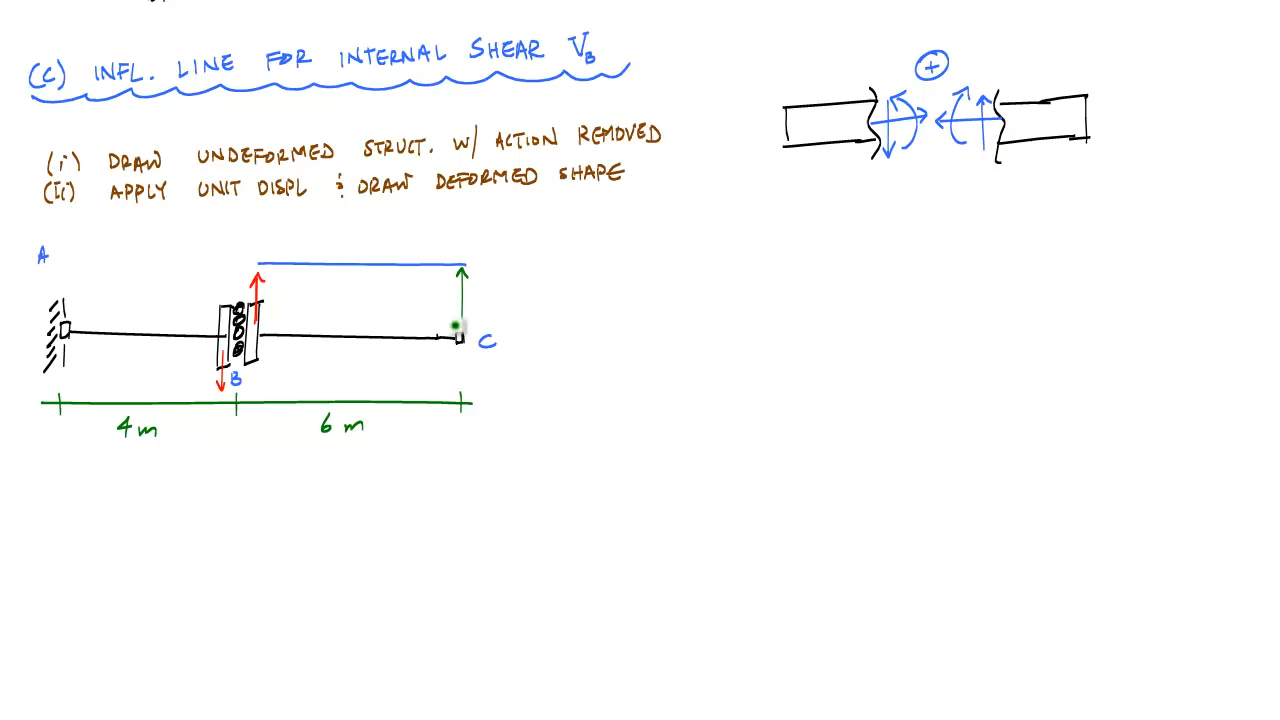 (C) INFL. LINE FOR INTERNAL SHEAR V_B
+
(i) DRAW UNDEFORMED STRUCT. W/ ACTION REMOVED
(ii) APPLY UNIT DISPL & DRAW DEFORMED SHAPE
A
B
C
4 m
6 m